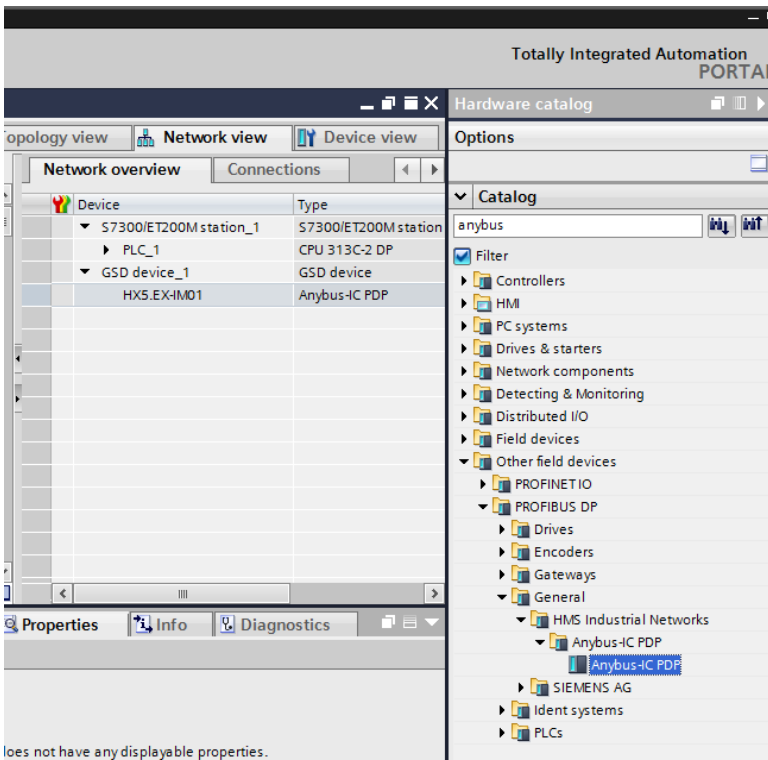 Totally Integrated Automation
PORTAL
Hardware catalog
Topology view Network view Device view
Options
Network overview Connections
Catalog
Device Type
anybus
S7300/ET200M station_1 S7300/ET200M station
Filter
PLC_1 CPU 313C-2 DP
GSD device_1 GSD device
HX5.EX-IM01 Anybus-IC PDP
Controllers
HMI
PC systems
Drives & starters
Network components
Detecting & Monitoring
Distributed I/O
Field devices
Other field devices
PROFINET IO
PROFIBUS DP
Drives
Encoders
Gateways
General
HMS Industrial Networks
Anybus-IC PDP
Anybus-IC PDP
SIEMENS AG
Ident systems
PLCs
Properties Info Diagnostics
does not have any displayable properties.